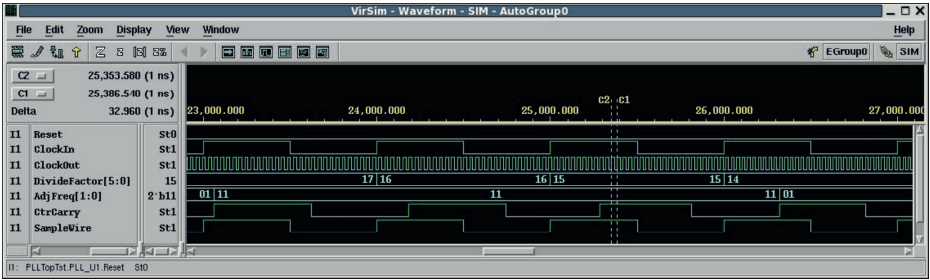 VirSim - Waveform - SIM - AutoGroup0
File Edit Zoom Display View Window Help
EGroup0 SIM
C2 25,353.580 (1 ns)
C1 25,386.540 (1 ns)
Delta 32.960 (1 ns)
C2 C1
23,000.000 24,000.000 25,000.000 26,000.000 27,000.000
I1 Reset St0
I1 ClockIn St1
I1 ClockOut St1
I1 DivideFactor[5:0] 15 17 16 16 15 15 14
I1 AdjFreq[1:0] 2'b11 01 11 11 11 01
I1 CtrCarry St1
I1 SampleWire St1
I1: PLLTopTst.PLL_U1.Reset St0